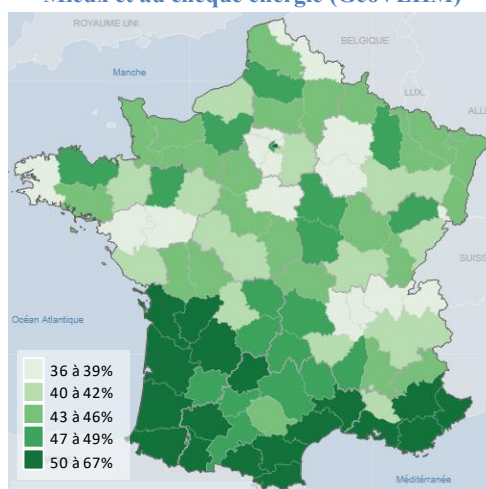 Mieux et au chèque énergie (GéoVEHM)
ROYAUME UNI
BELGIQUE
Manche
LUX.
ALL
SUISS
Océan Atlantique
36 à 39%
40 à 42%
43 à 46%
47 à 49%
50 à 67%
Méditerranée